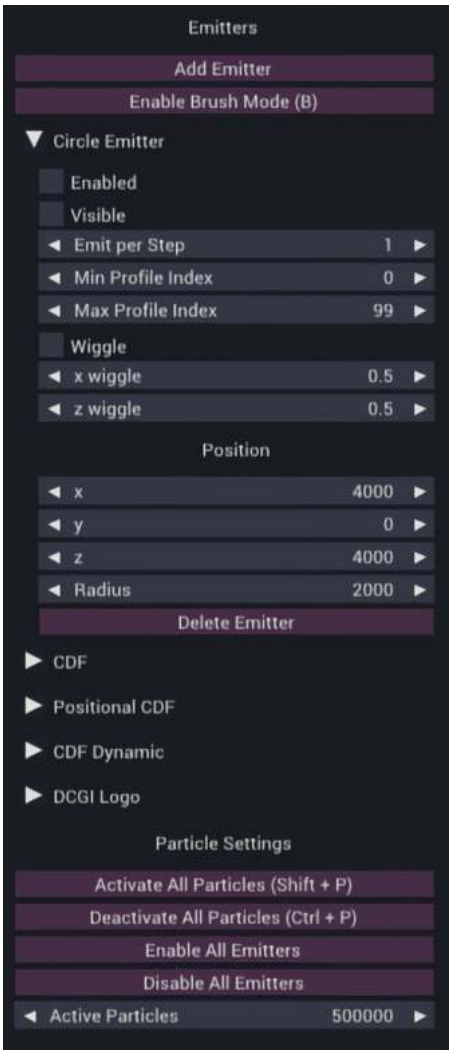 Emitters
Add Emitter
Enable Brush Mode (B)
Circle Emitter
Enabled
Visible
Emit per Step 1
Min Profile Index 0
Max Profile Index 99
Wiggle
x wiggle 0.5
z wiggle 0.5
Position
x 4000
y 0
z 4000
Radius 2000
Delete Emitter
CDF
Positional CDF
CDF Dynamic
DCGI Logo
Particle Settings
Activate All Particles (Shift + P)
Deactivate All Particles (Ctrl + P)
Enable All Emitters
Disable All Emitters
Active Particles 500000